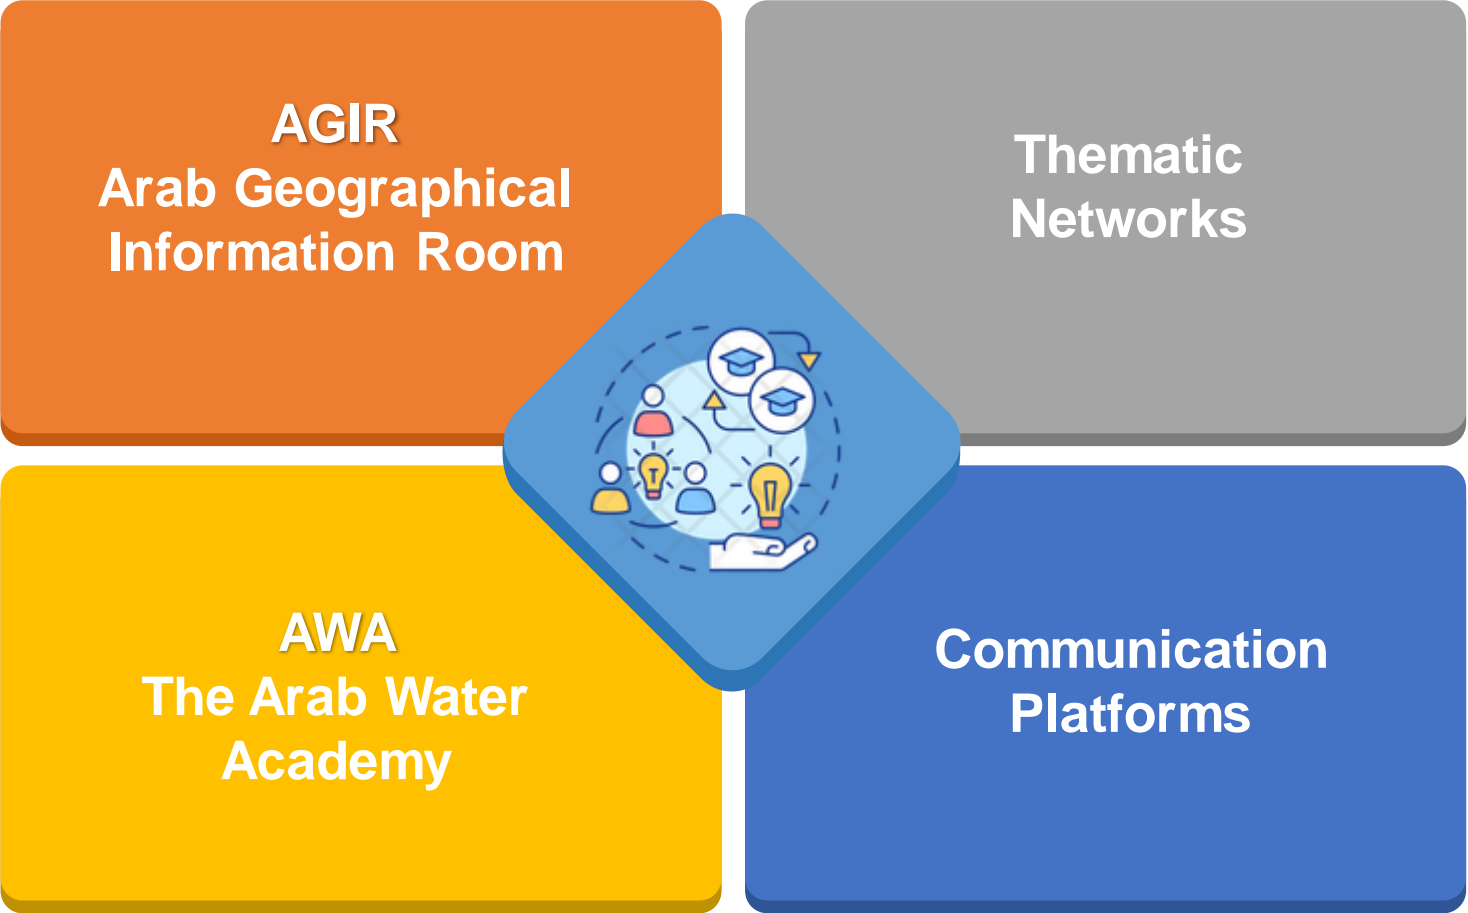 AGIR
Arab Geographical
Information Room
Thematic
Networks
AWA
The Arab Water
Academy
Communication
Platforms